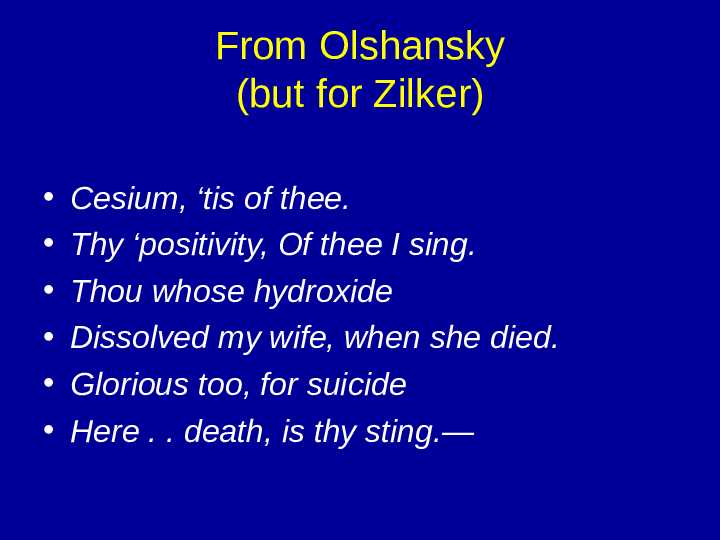 From Olshansky
(but for Zilker)
• Cesium, ‘tis of thee.
• Thy ‘positivity, Of thee I sing.
• Thou whose hydroxide
• Dissolved my wife, when she died.
• Glorious too, for suicide
• Here . . death, is thy sting.—